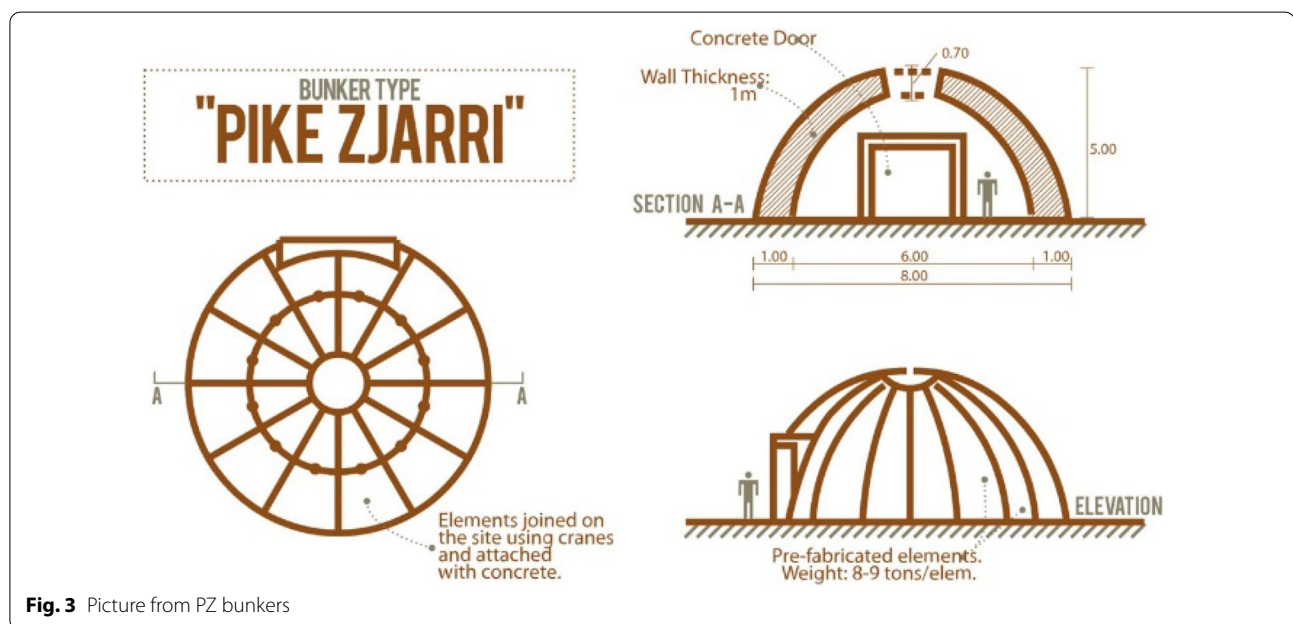 BUNKER TYPE
"PIKE ZJARRI"
A
A
Elements joined on
the site using cranes
and attached
with concrete.
Concrete Door
0.70
Wall Thickness:
1m
5.00
SECTION A-A
1.00
6.00
1.00
8.00
ELEVATION
Pre-fabricated elements.
Weight: 8-9 tons/elem.
Fig. 3 Picture from PZ bunkers